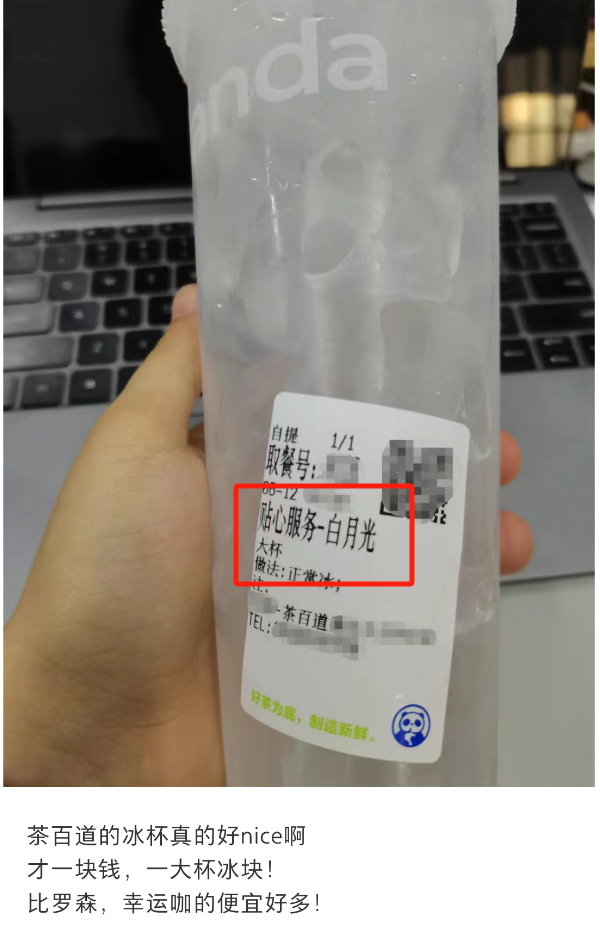 anda
自提 1/1
取餐号:
08-12
贴心服务-白月光
大杯
做法:正常冰;
注:
-茶百道
TEL:
好茶为底，制造新鲜。
茶百道的冰杯真的好nice啊
才一块钱，一大杯冰块！
比罗森，幸运咖的便宜好多！